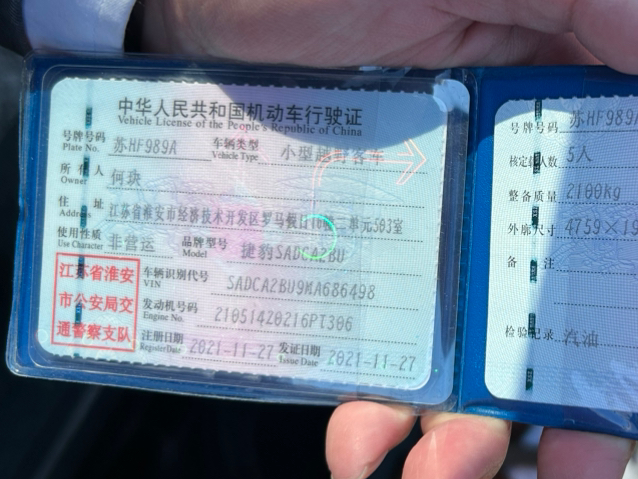 中华人民共和国机动车行驶证
Vehicle License of the People's Republic of China
号牌号码 苏HF989A 车辆类型 小型越野客车
Plate No. Vehicle Type
所有人 何玦
Owner
住址 江苏省淮安市经济技术开发区罗马假日 三单元503室
Address
使用性质 非营运 品牌型号 捷豹SADCA2BU
Use Character Model
江苏省淮安
市公安局交
通警察支队
车辆识别代号 SADCA2BU9MA686498
VIN
发动机号码 210514Z0216PT306
Engine No.
注册日期 2021-11-27 发证日期 2021-11-27
Register Date Issue Date
号牌号码 苏HF989A
核定载人数 5人
整备质量 2100kg
外廓尺寸 4759×19
备注
检验记录 汽油